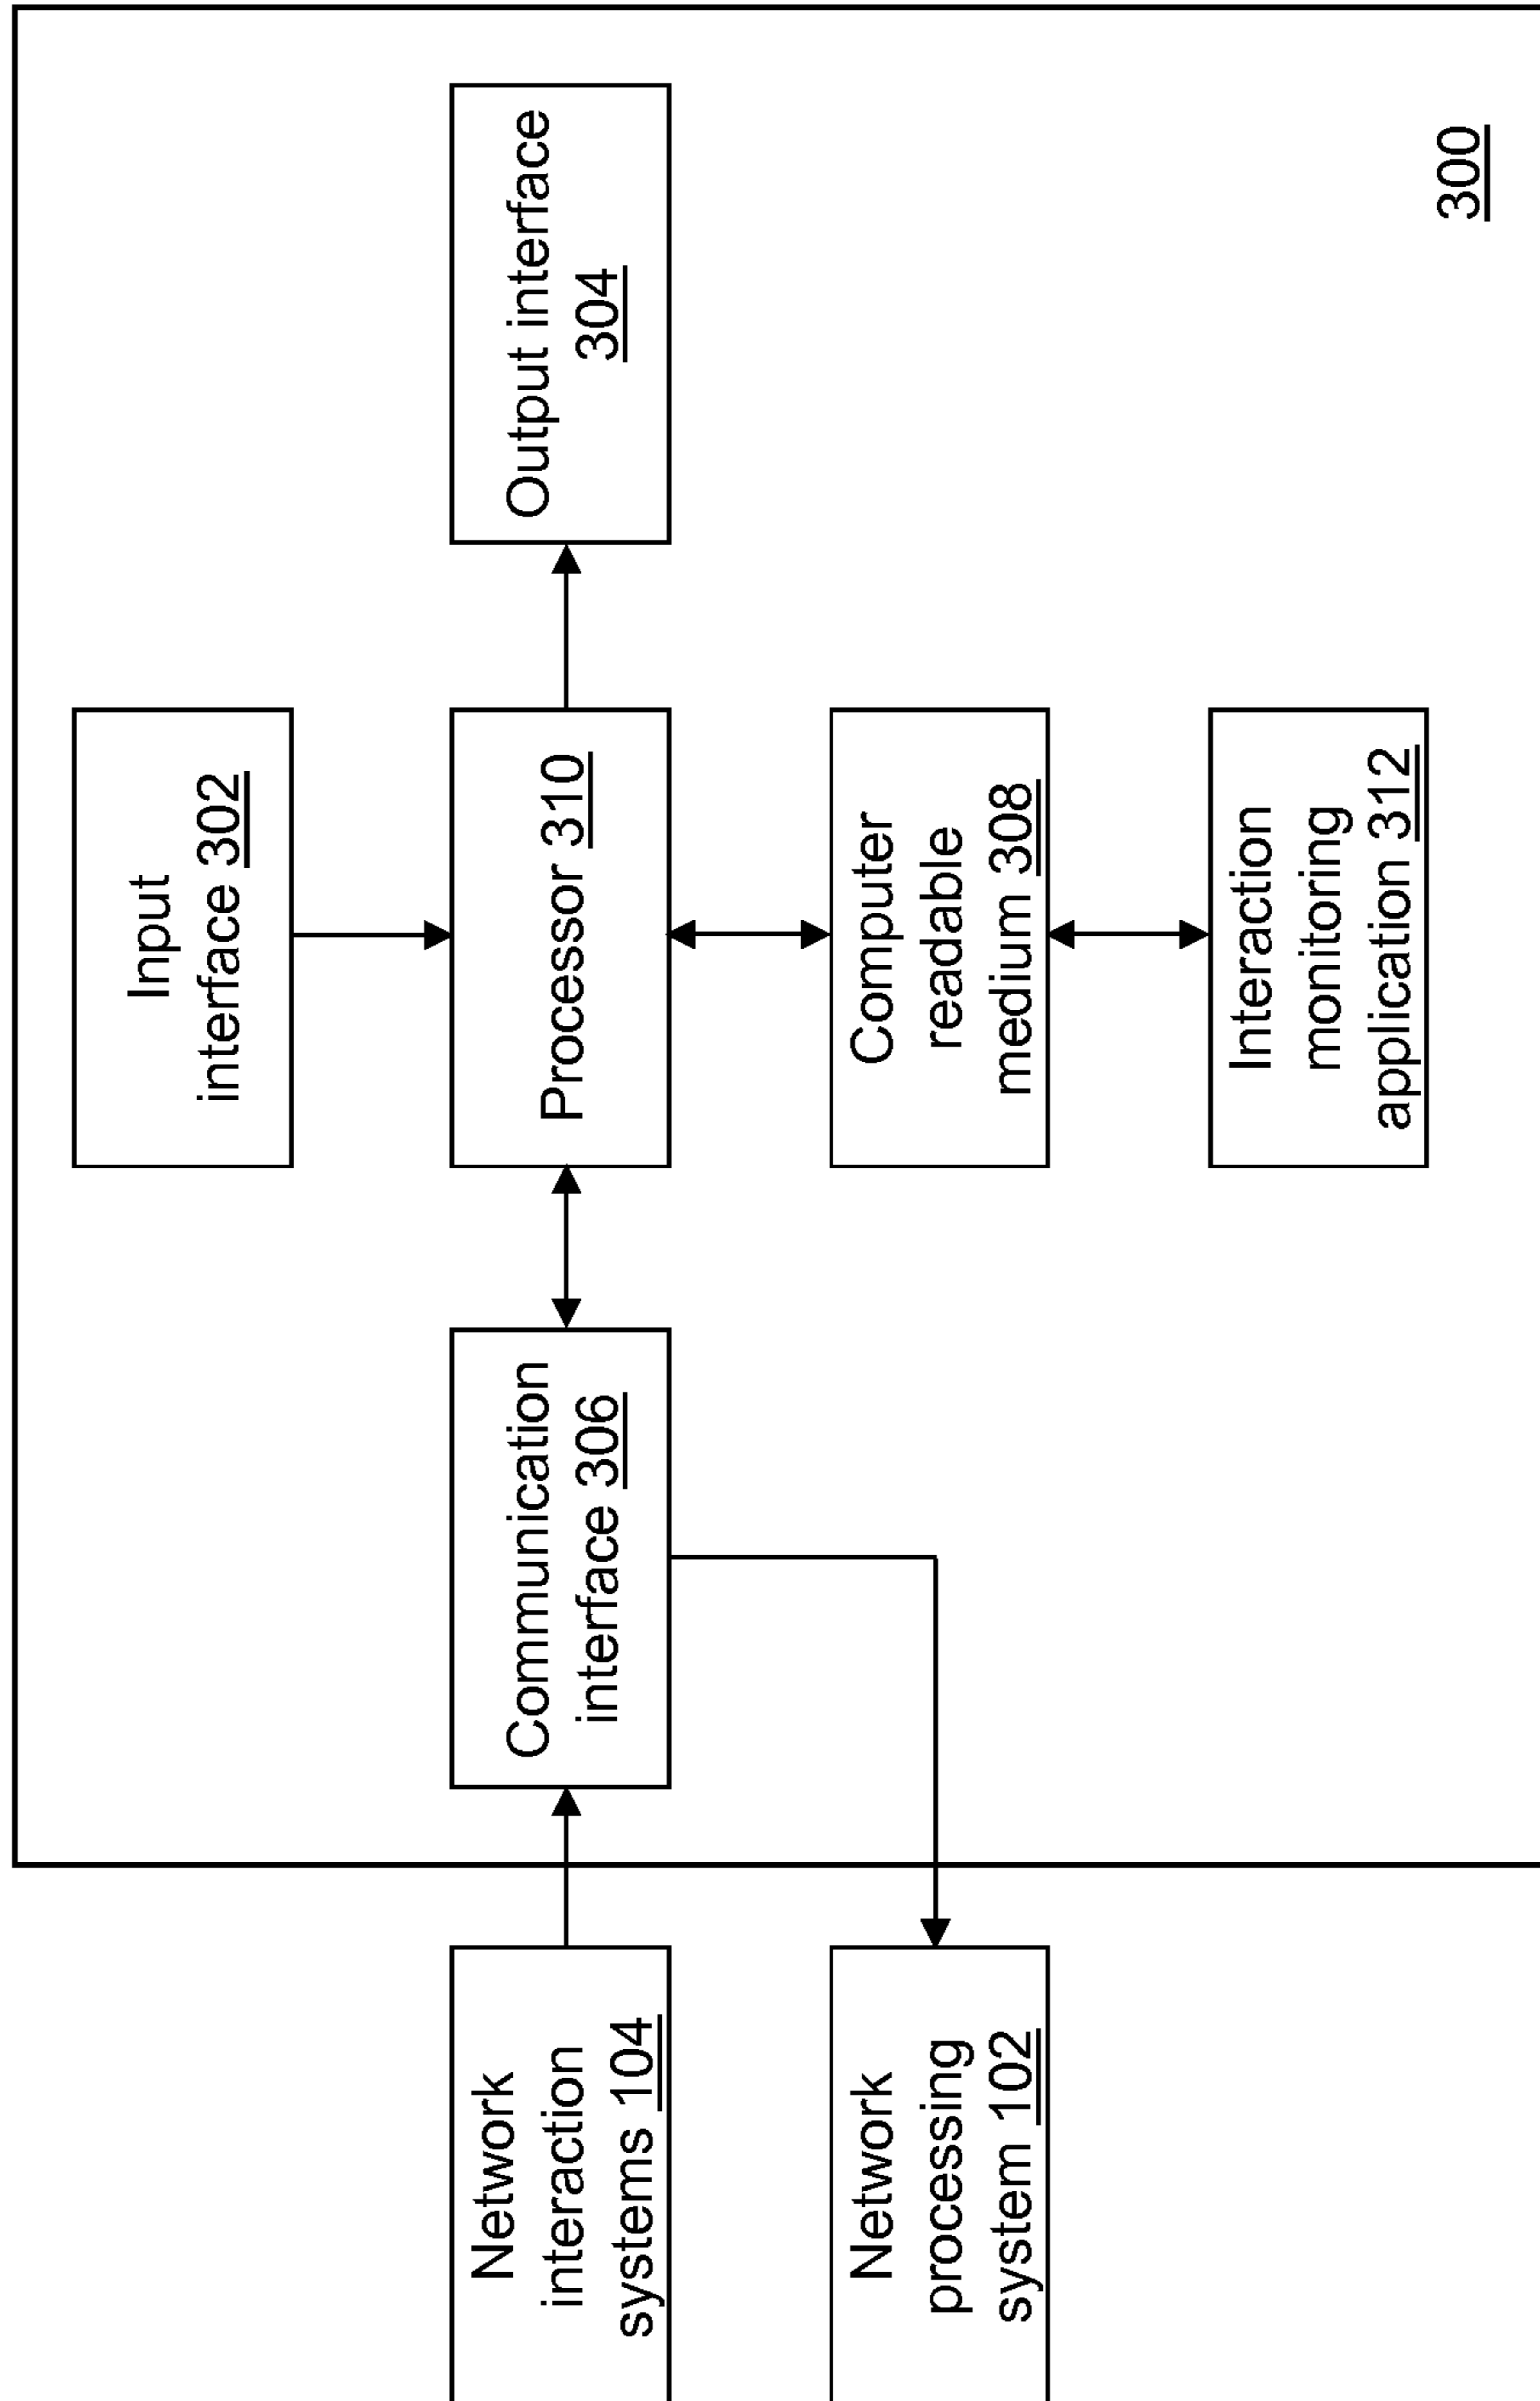 Input
interface 302
Network
interaction
systems 104
Communication
interface 306
Processor 310
Output interface
304
Network
processing
system 102
Computer
readable
medium 308
Interaction
monitoring
application 312
300